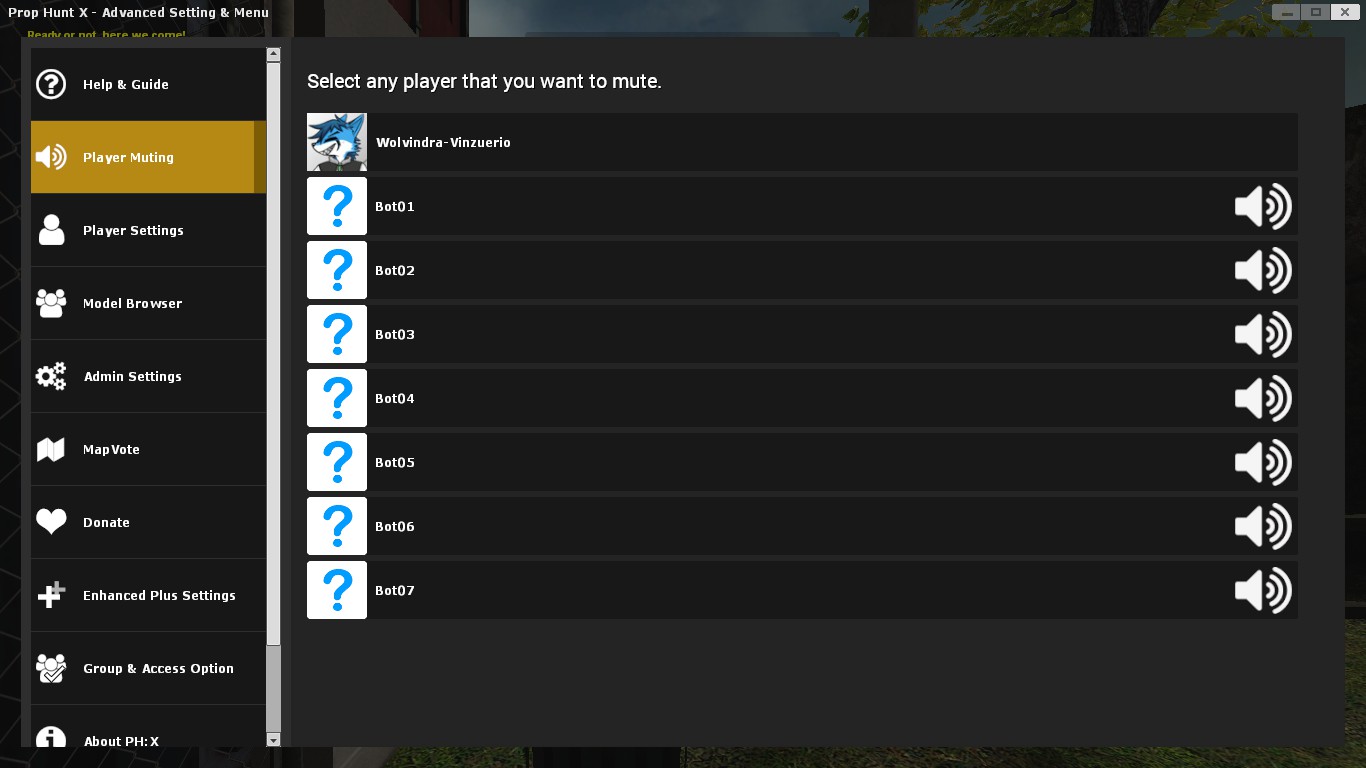 Prop Hunt X - Advanced Setting & Menu
Ready or not, here we come!
Help & Guide
Player Muting
Player Settings
Model Browser
Admin Settings
MapVote
Donate
Enhanced Plus Settings
Group & Access Option
About PH:X
Select any player that you want to mute.
Wolvindra-Vinzuerio
Bot01
Bot02
Bot03
Bot04
Bot05
Bot06
Bot07